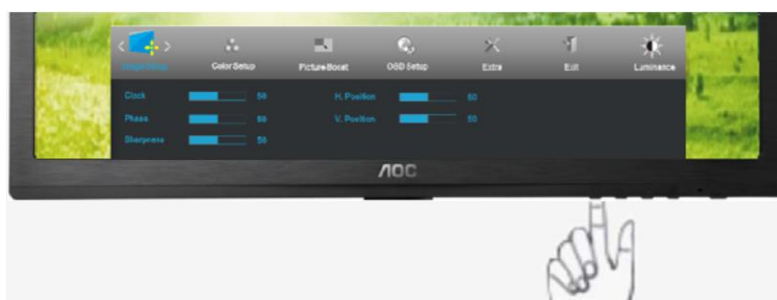 Image Setup
Color Setup
Picture Boost
OSD Setup
Extra
Exit
Luminance
Clock 50 H. Position 50
Phase 50 V. Position 50
Sharpness 50
AOC